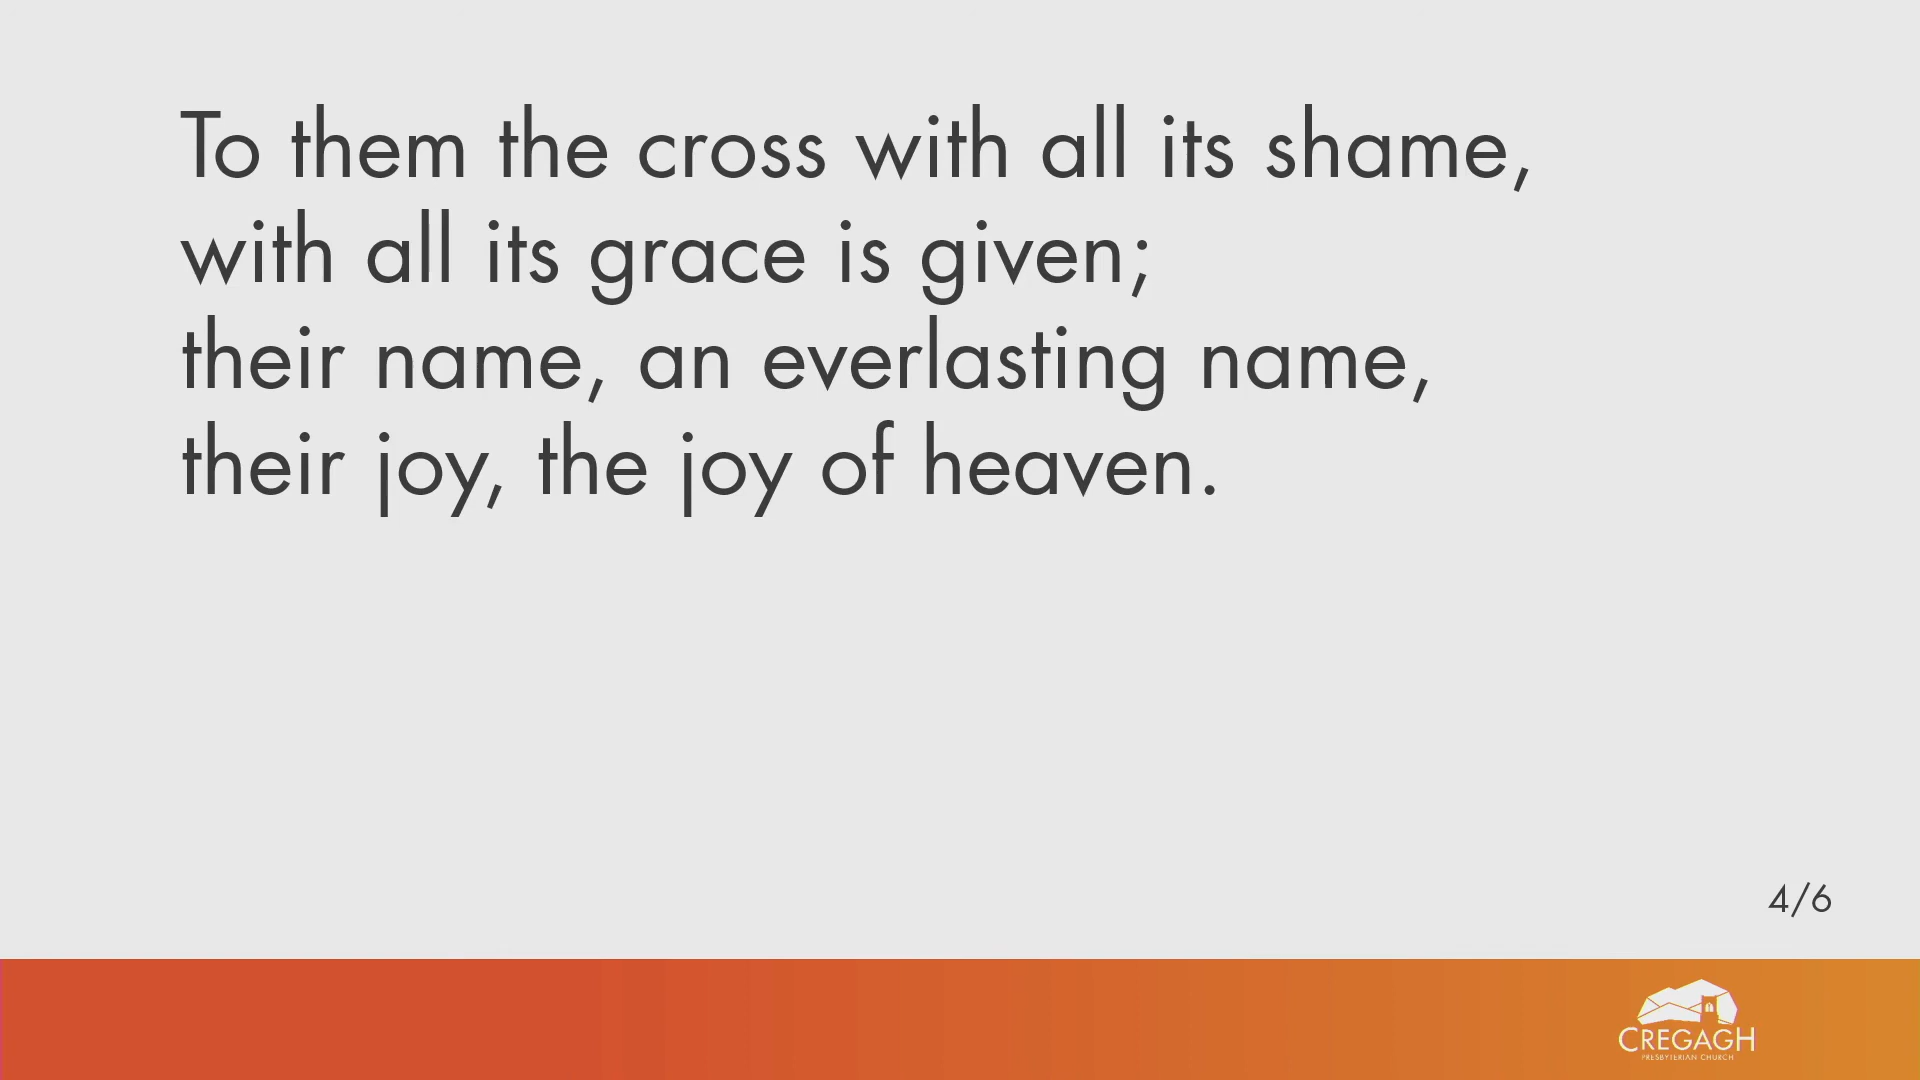 To them the cross with all its shame,
with all its grace is given;
their name, an everlasting name,
their joy, the joy of heaven.
4/6
CREGAGH
PRESBYTERIAN CHURCH